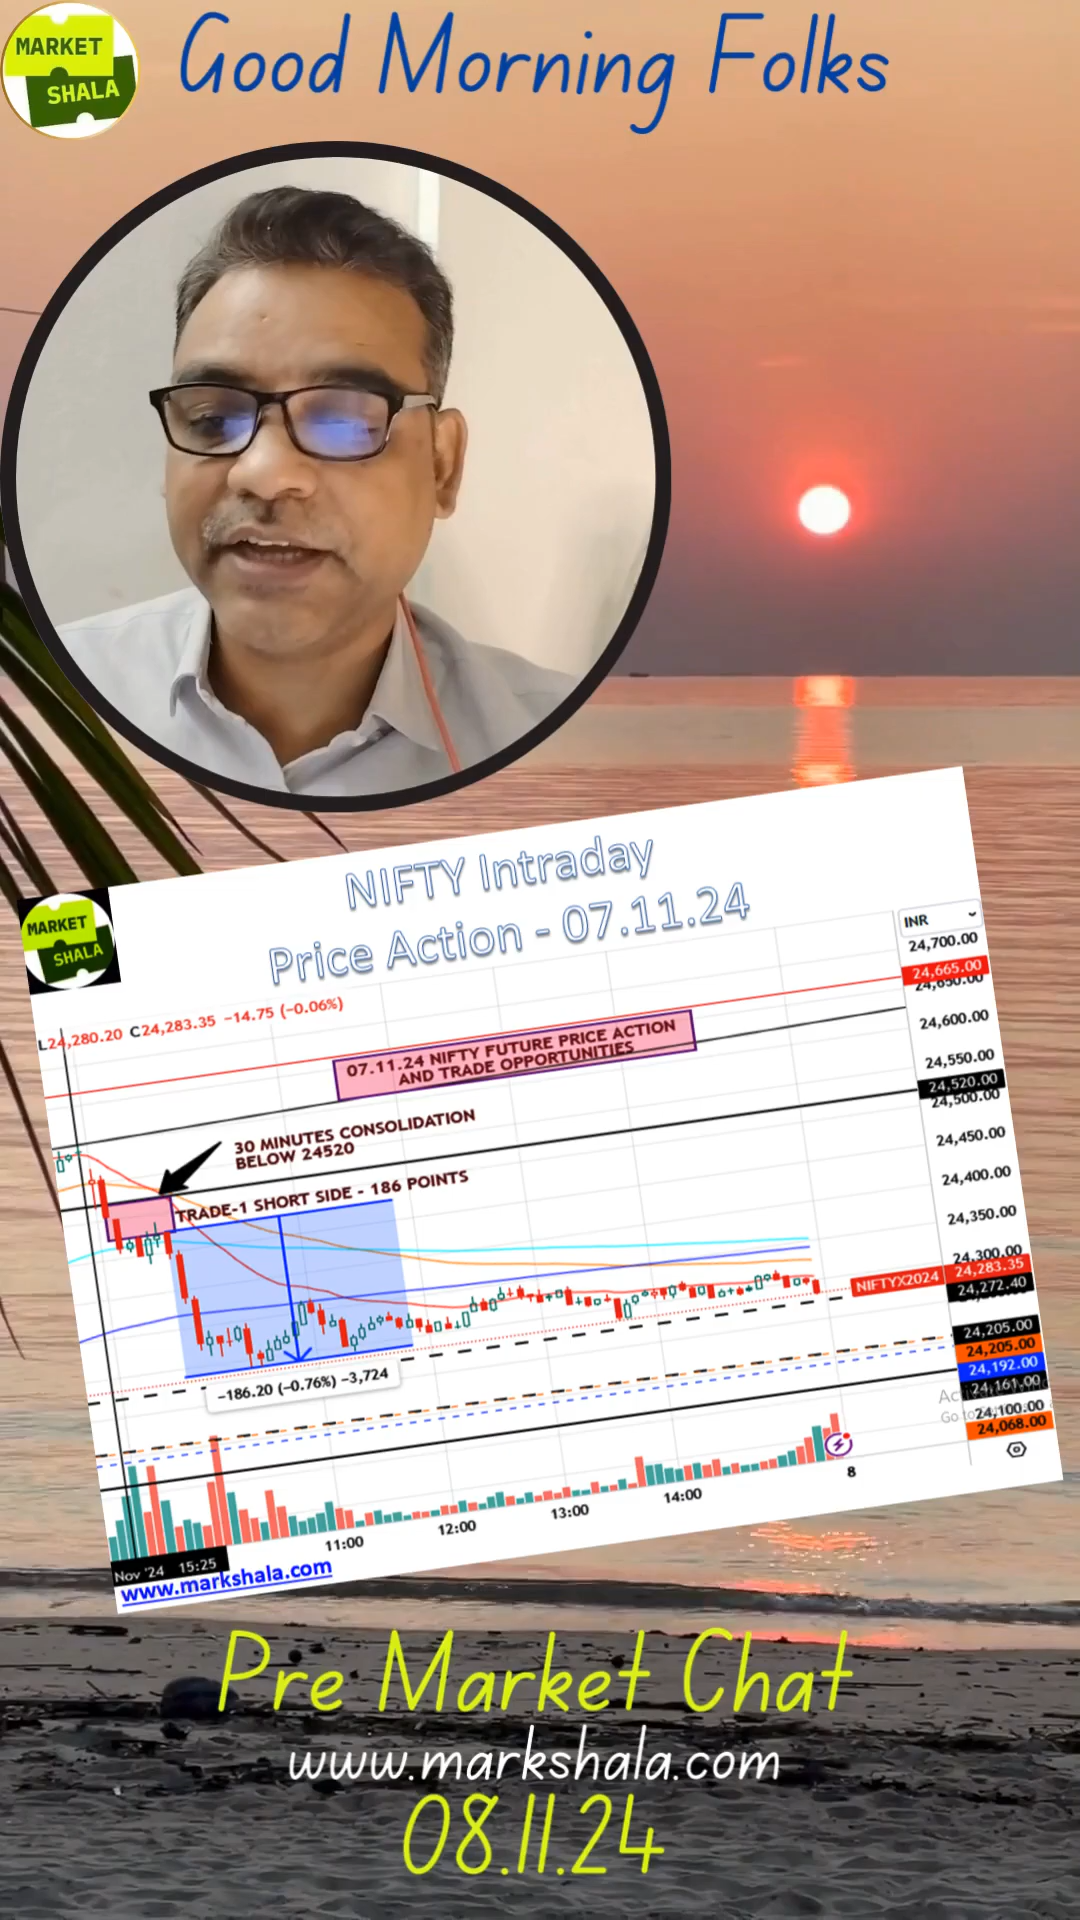 MARKET
SHALA
Good Morning Folks
NIFTY Intraday
Price Action - 07.11.24
MARKET
SHALA
INR
24,700.00
24,665.00
24,650.00
24,600.00
24,550.00
24,520.00
24,500.00
24,450.00
24,400.00
24,350.00
24,300.00
24,283.35
24,272.40
24,205.00
24,205.00
24,192.00
24,161.00
24,100.00
24,068.00
L24,280.20 C24,283.35 −14.75 (−0.06%)
07.11.24 NIFTY FUTURE PRICE ACTION
AND TRADE OPPORTUNITIES
30 MINUTES CONSOLIDATION
BELOW 24520
TRADE-1 SHORT SIDE - 186 POINTS
NIFTYX2024
−186.20 (−0.76%) −3,724
Go to
11:00
12:00
13:00
14:00
8
Nov '24 15:25
www.markshala.com
Pre Market Chat
www.markshala.com
08.11.24